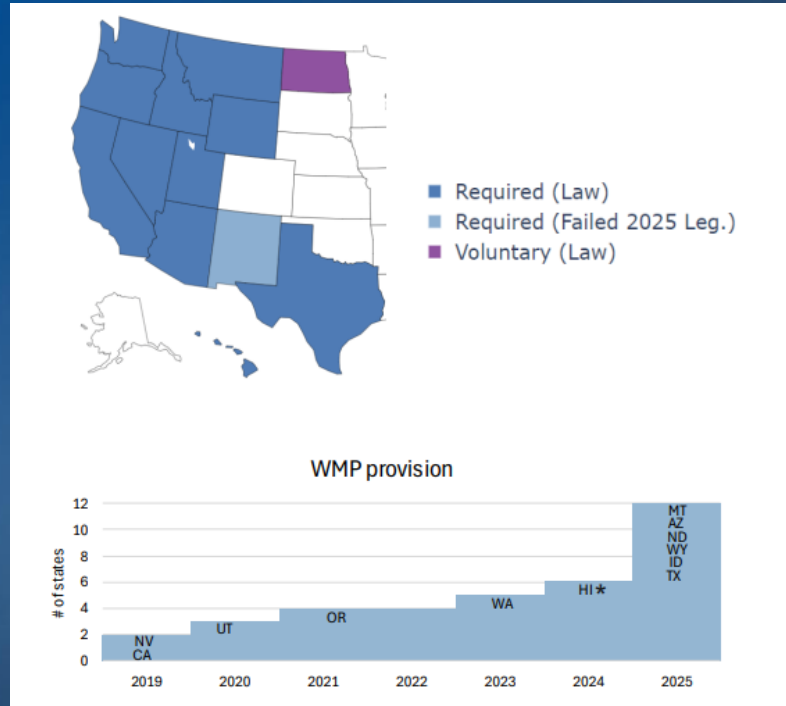 Required (Law)
Required (Failed 2025 Leg.)
Voluntary (Law)
WMP provision
# of states
12
10
8
6
4
2
0
NV
CA
UT
OR
WA
HI*
MT
AZ
ND
WY
ID
TX
2019 2020 2021 2022 2023 2024 2025